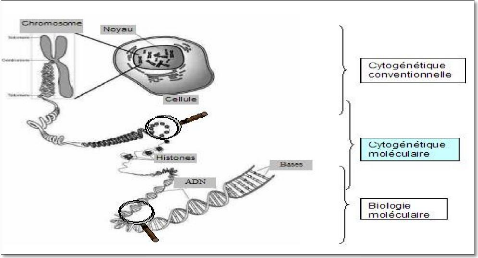 Chromosome
Noyau
Cellule
Histones
ADN
Bases
Cytogénétique
conventionnelle
Cytogénétique
moléculaire
Biologie
moléculaire